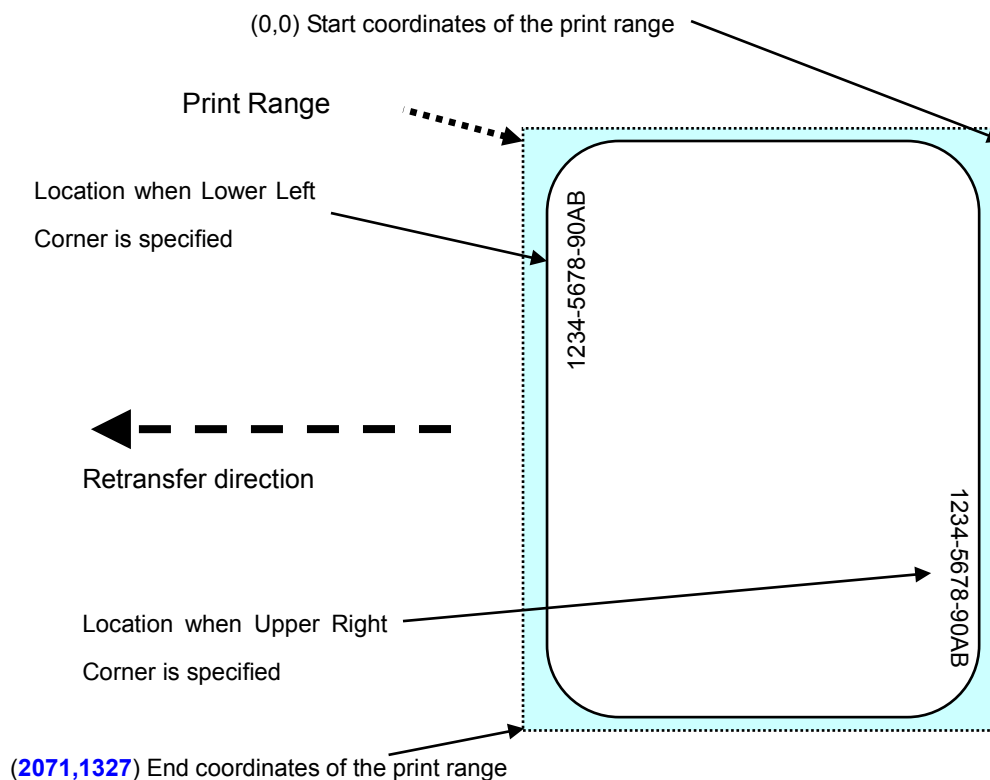 (0,0) Start coordinates of the print range
Print Range
Location when Lower Left
Corner is specified
1234-5678-90AB
Retransfer direction
1234-5678-90AB
Location when Upper Right
Corner is specified
(2071,1327) End coordinates of the print range